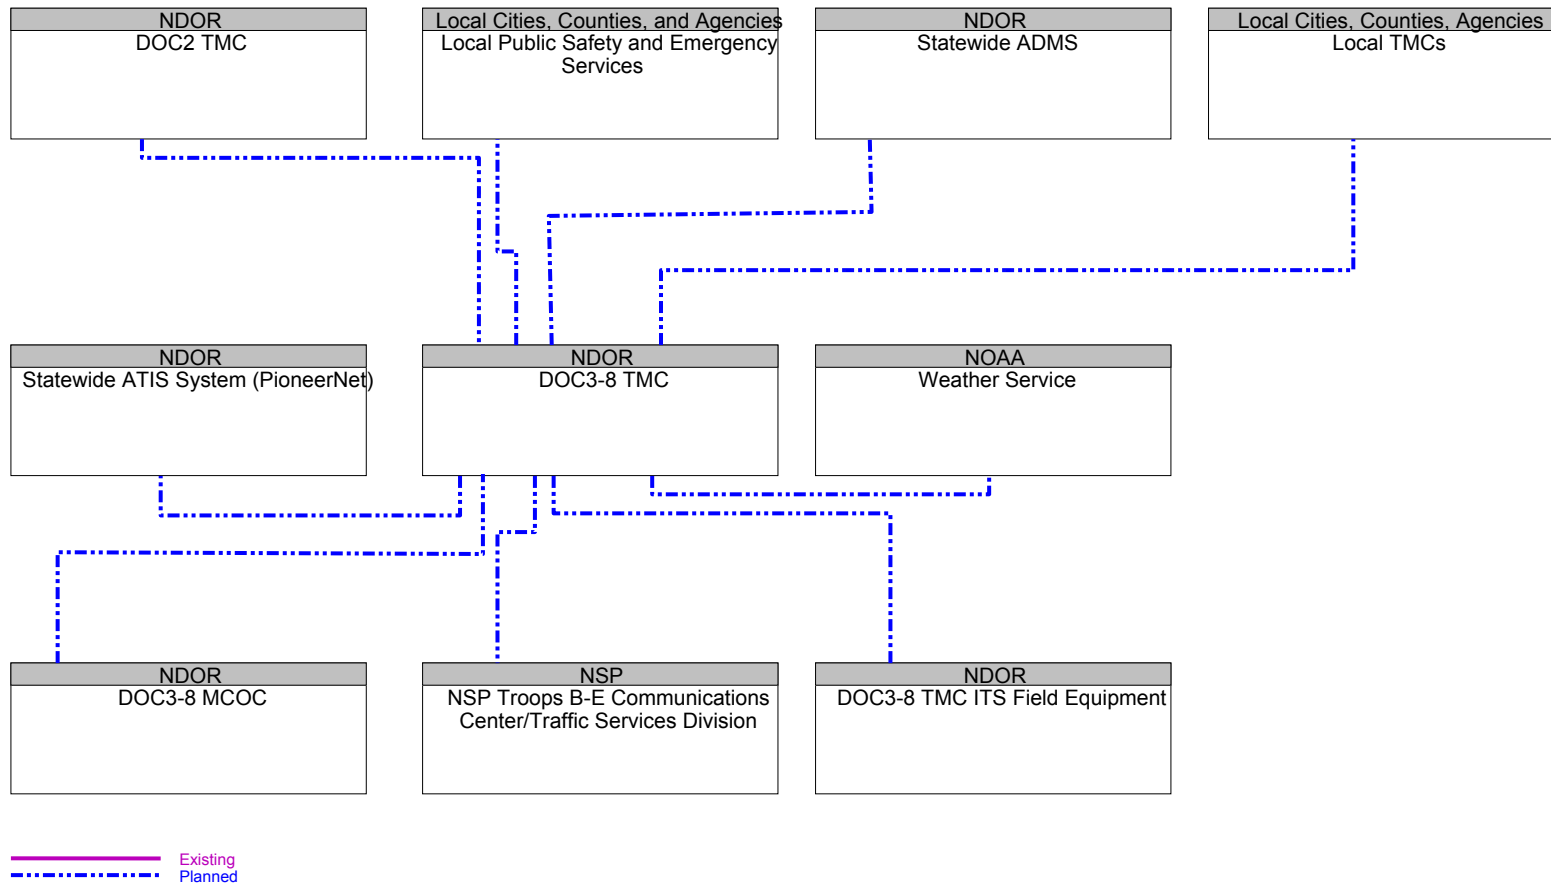 NDOR
DOC2 TMC
Local Cities, Counties, and Agencies
Local Public Safety and Emergency
Services
NDOR
Statewide ADMS
Local Cities, Counties, Agencies
Local TMCs
NDOR
Statewide ATIS System (PioneerNet)
NDOR
DOC3-8 TMC
NOAA
Weather Service
NDOR
DOC3-8 MCOC
NSP
NSP Troops B-E Communications
Center/Traffic Services Division
NDOR
DOC3-8 TMC ITS Field Equipment
Existing
Planned